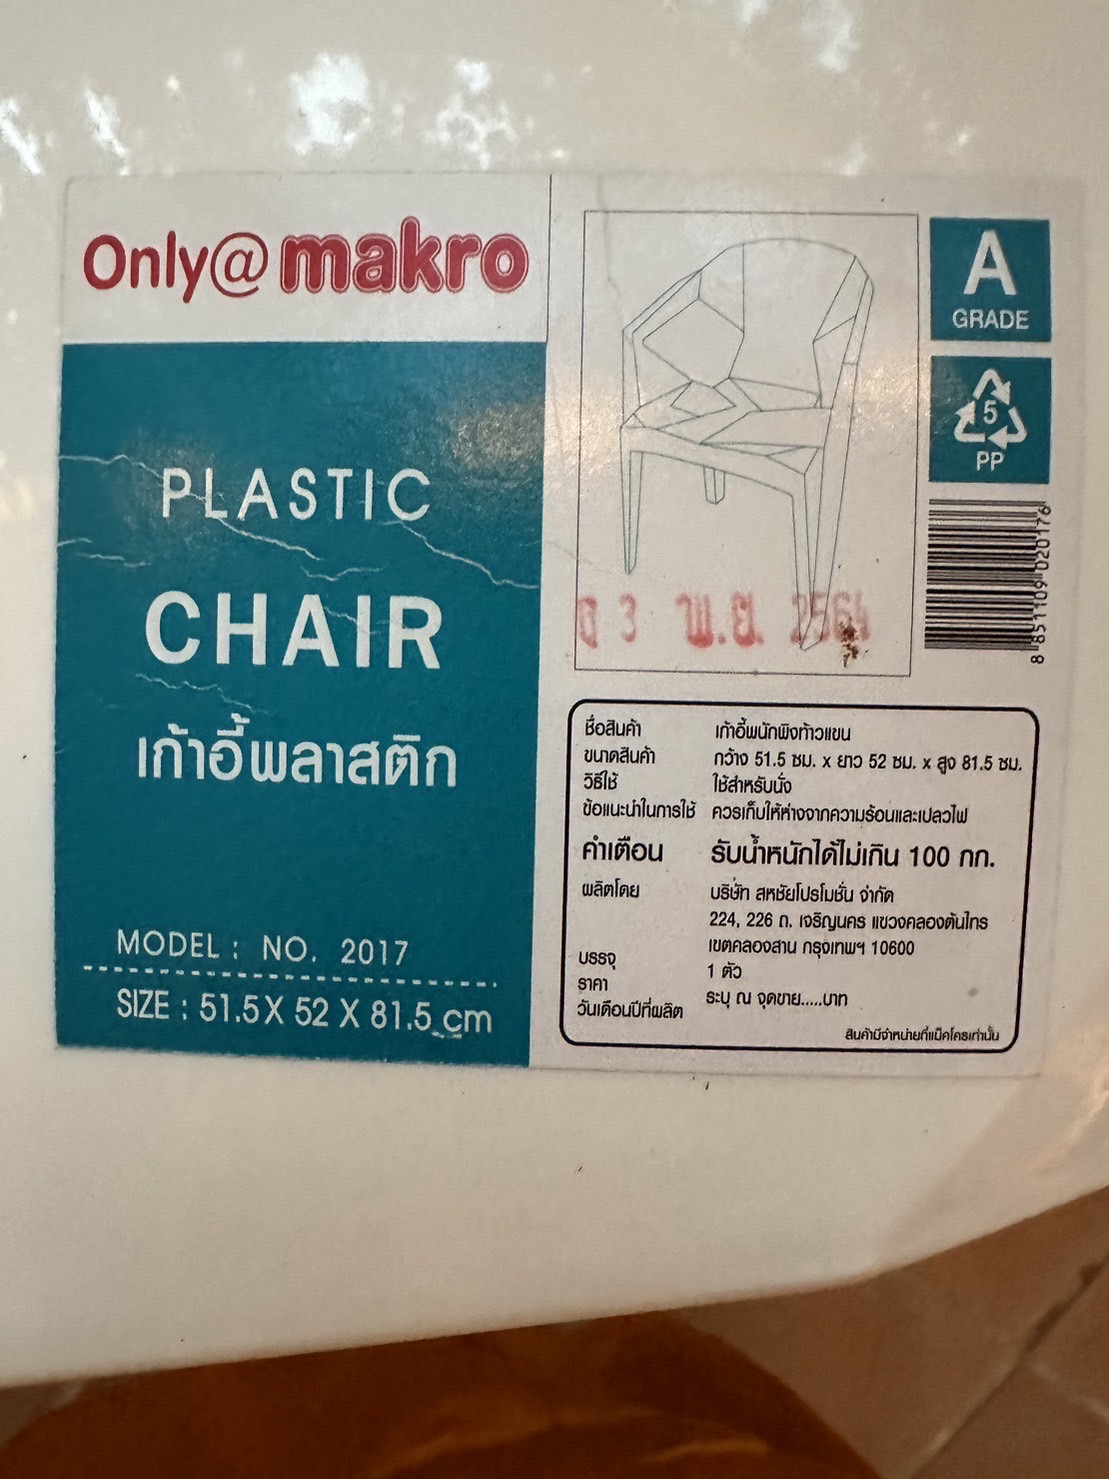 Only@makro
PLASTIC
CHAIR
เก้าอี้พลาสติก
MODEL : NO. 2017
SIZE : 51.5 X 52 X 81.5 cm
A
GRADE
5
PP
8 851109 020176
3 พ.ย. 2564
ชื่อสินค้า เก้าอี้พนักพิงท้าวแขน
ขนาดสินค้า กว้าง 51.5 ซม. x ยาว 52 ซม. x สูง 81.5 ซม.
วิธีใช้ ใช้สำหรับนั่ง
ข้อแนะนำในการใช้ ควรเก็บให้ห่างจากความร้อนและเปลวไฟ
คำเตือน รับน้ำหนักได้ไม่เกิน 100 กก.
ผลิตโดย บริษัท สหชัยโปรโมชั่น จำกัด
224, 226 ถ. เจริญนคร แขวงคลองต้นไทร
เขตคลองสาน กรุงเทพฯ 10600
บรรจุ 1 ตัว
ราคา ระบุ ณ จุดขาย.....บาท
วันเดือนปีที่ผลิต
สินค้ามีจำหน่ายที่แม็คโครเท่านั้น